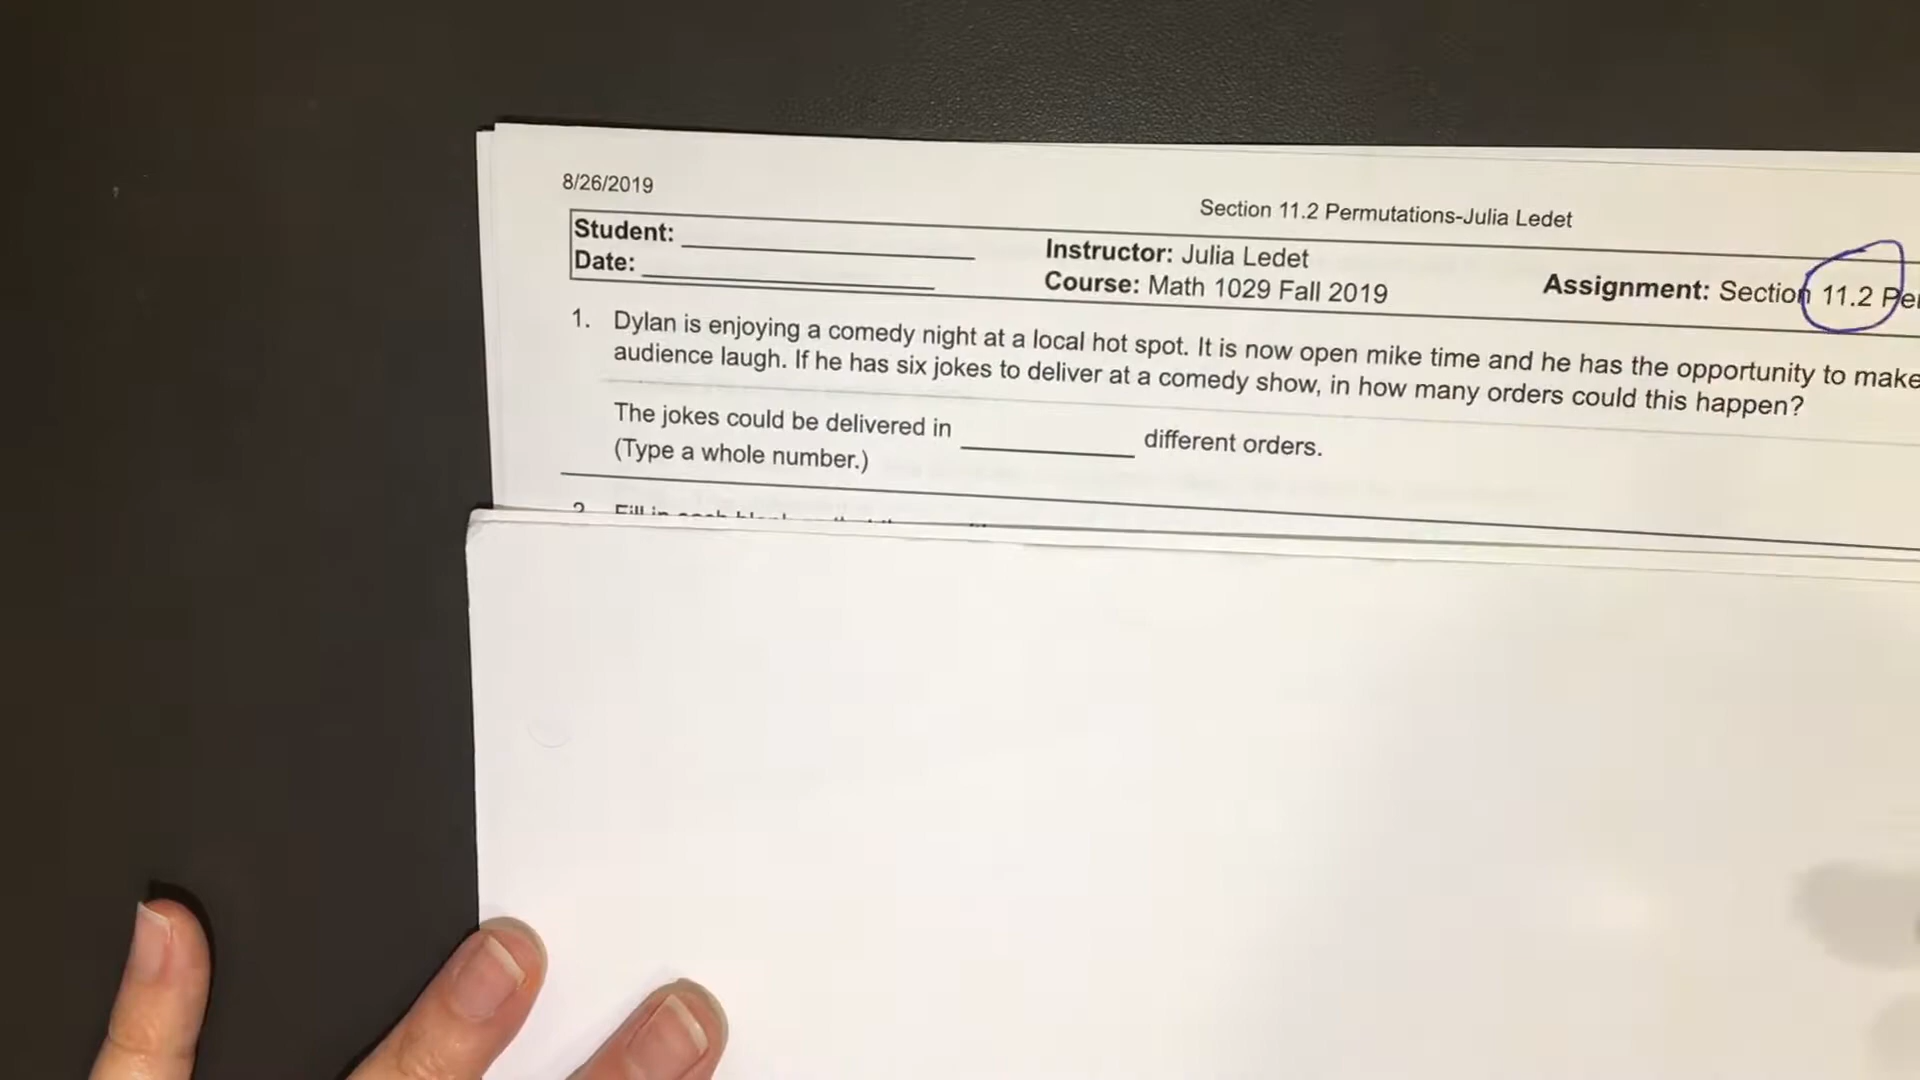 8/26/2019
Section 11.2 Permutations-Julia Ledet
Student:
Date:
Instructor: Julia Ledet
Course: Math 1029 Fall 2019
Assignment: Section 11.2
1. Dylan is enjoying a comedy night at a local hot spot. It is now open mike time and he has the opportunity to make
audience laugh. If he has six jokes to deliver at a comedy show, in how many orders could this happen?
The jokes could be delivered in different orders.
(Type a whole number.)